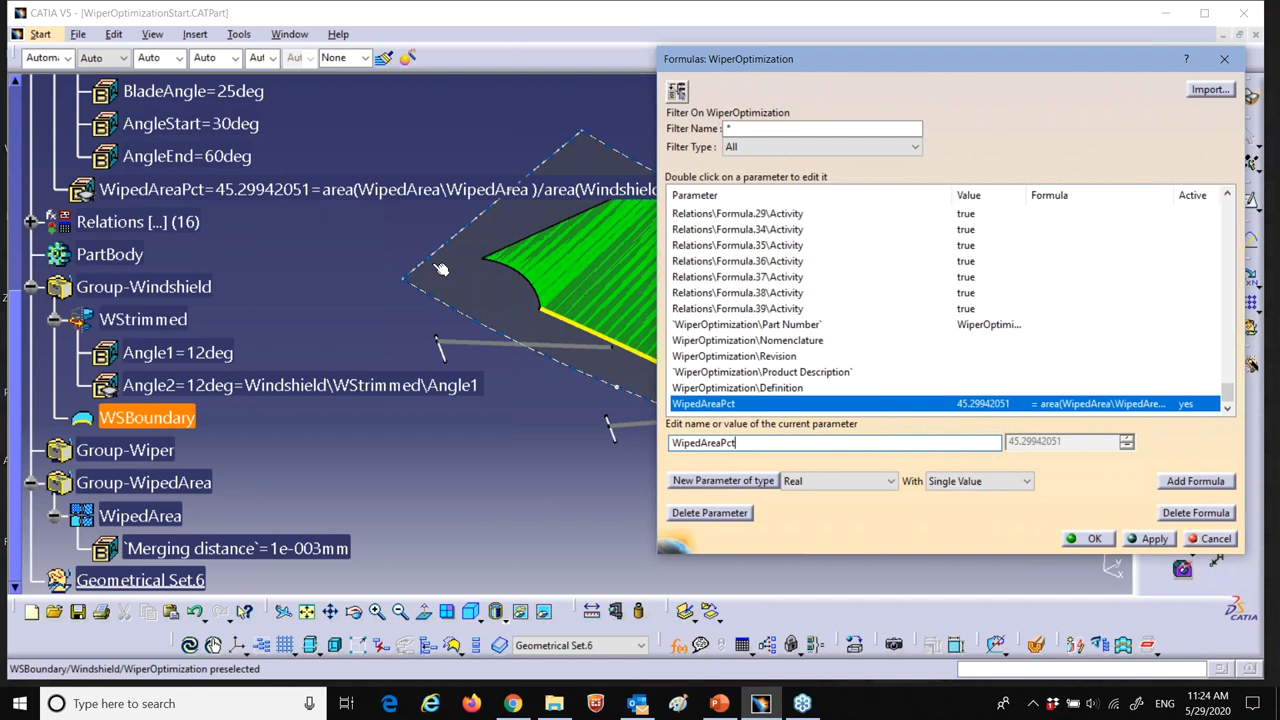 CATIA V5 - [WiperOptimizationStart.CATPart]
Start File Edit View Insert Tools Window Help
Autom Auto Auto Auto Aut Aut None
BladeAngle=25deg
AngleStart=30deg
AngleEnd=60deg
WipedAreaPct=45.29942051=area(WipedArea\WipedArea )/area(Windshield
Relations [...] (16)
PartBody
Group-Windshield
WStrimmed
Angle1=12deg
Angle2=12deg=Windshield\WStrimmed\Angle1
WSBoundary
Group-Wiper
Group-WipedArea
WipedArea
`Merging distance`=1e-003mm
Geometrical Set.6
Formulas: WiperOptimization
?
Import...
Filter On WiperOptimization
Filter Name : *
Filter Type : All
Double click on a parameter to edit it
Parameter Value Formula Active
Relations\Formula.29\Activity true
Relations\Formula.34\Activity true
Relations\Formula.35\Activity true
Relations\Formula.36\Activity true
Relations\Formula.37\Activity true
Relations\Formula.38\Activity true
Relations\Formula.39\Activity true
`WiperOptimization\Part Number` WiperOptimi...
WiperOptimization\Nomenclature
WiperOptimization\Revision
`WiperOptimization\Product Description`
WiperOptimization\Definition
WipedAreaPct 45.29942051 = area(WipedArea\WipedAre... yes
Edit name or value of the current parameter
WipedAreaPct 45.29942051
New Parameter of type Real With Single Value Add Formula
Delete Parameter Delete Formula
OK Apply Cancel
y
x
CATIA
Geometrical Set.6
WSBoundary/Windshield/WiperOptimization preselected
Type here to search
ENG
11:24 AM
5/29/2020